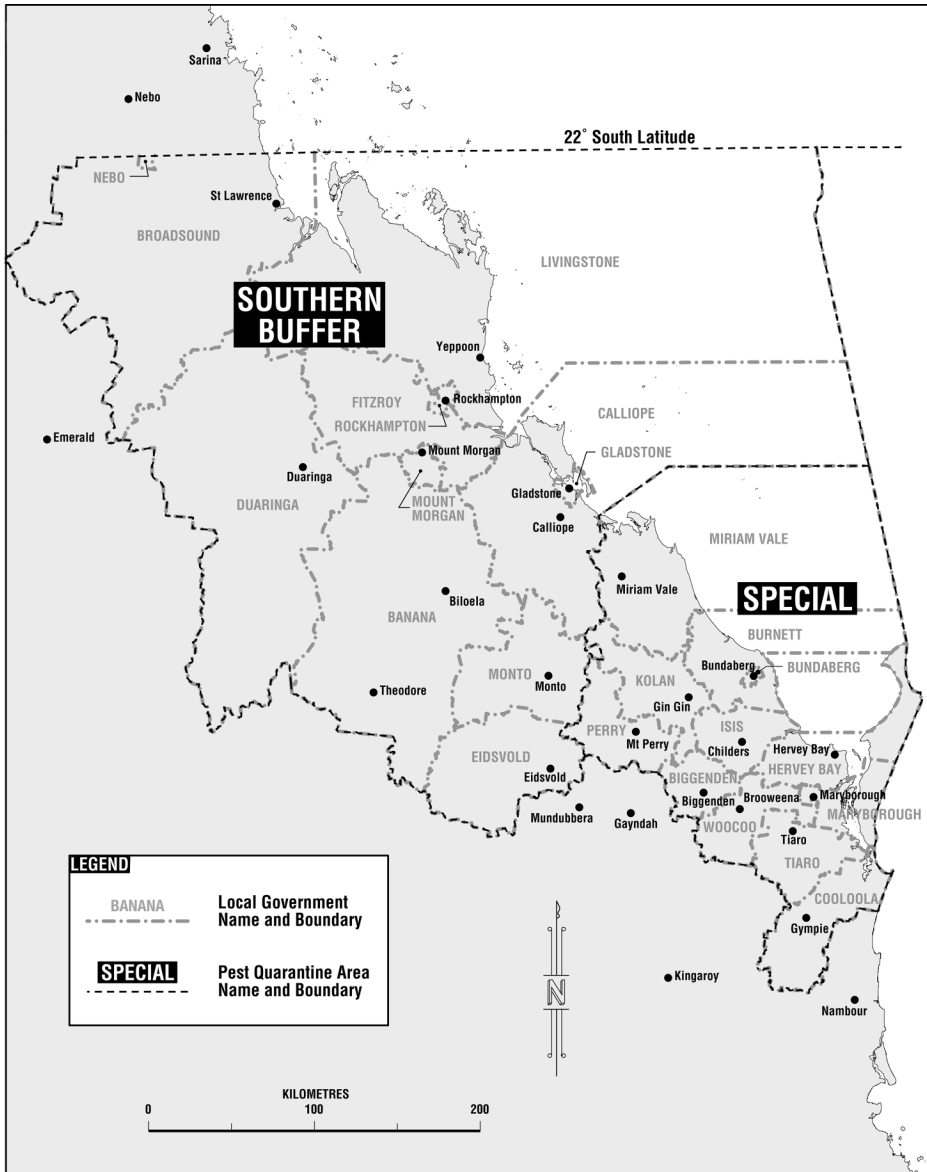 Sarina
Nebo
22° South Latitude
NEBO
St Lawrence
BROADSOUND
LIVINGSTONE
SOUTHERN
BUFFER
Yeppoon
FITZROY
Rockhampton
CALLIOPE
ROCKHAMPTON
Emerald
Mount Morgan
GLADSTONE
Duaringa
Gladstone
DUARINGA
MOUNT
MORGAN
Calliope
MIRIAM VALE
Miriam Vale
Biloela
SPECIAL
BANANA
BURNETT
Bundaberg
BUNDABERG
MONTO
Monto
KOLAN
Theodore
Gin Gin
PERRY
ISIS
Mt Perry
Childers
Hervey Bay
EIDSVOLD
Eidsvold
BIGGENDEN
HERVEY BAY
Biggenden
Brooweena
Maryborough
Mundubbera
Gayndah
WOOCOO
MARYBOROUGH
Tiaro
TIARO
COOLOOLA
Gympie
Kingaroy
Nambour
LEGEND
BANANA
Local Government
Name and Boundary
SPECIAL
Pest Quarantine Area
Name and Boundary
N
KILOMETRES
0 100 200